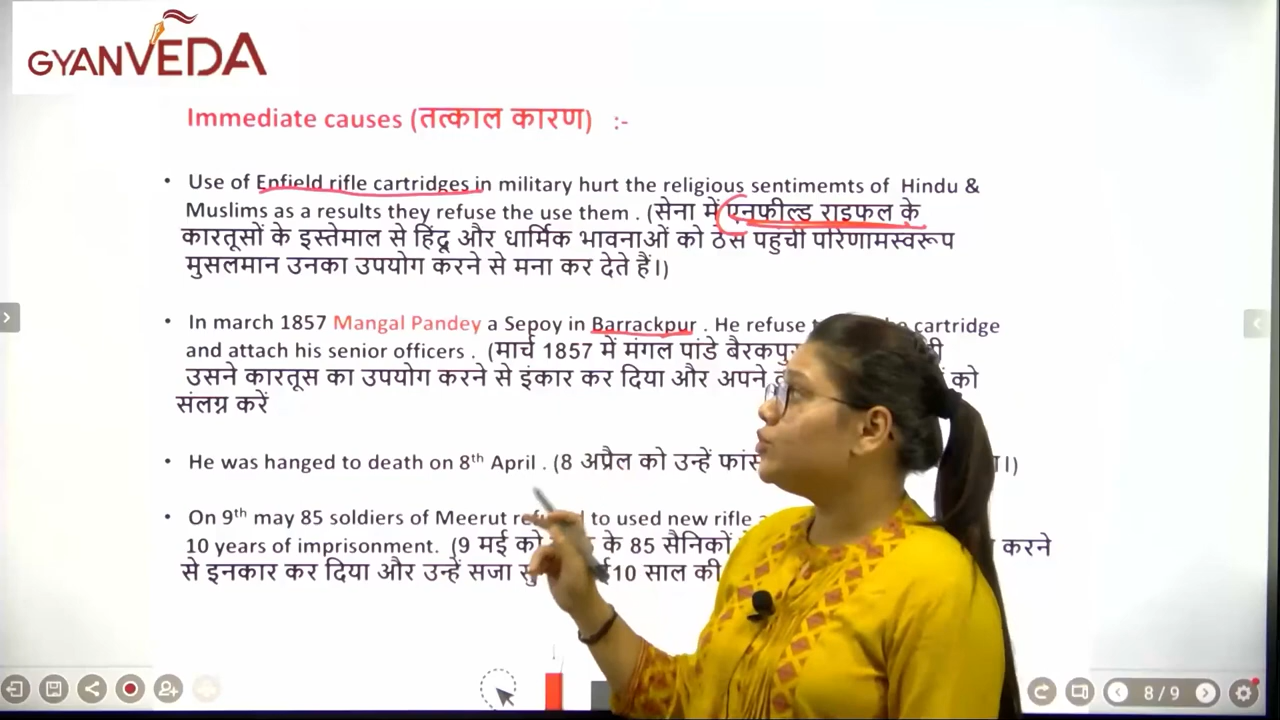 GYANVEDA
Immediate causes (तत्काल कारण) :-
• Use of Enfield rifle cartridges in military hurt the religious sentimemts of Hindu &
Muslims as a results they refuse the use them . (सेना में एनफील्ड राइफल के
कारतूसों के इस्तेमाल से हिंदू और धार्मिक भावनाओं को ठेस पहुंची परिणामस्वरूप
मुसलमान उनका उपयोग करने से मना कर देते हैं।)
• In march 1857 Mangal Pandey a Sepoy in Barrackpur . He refuse cartridge
and attach his senior officers . (मार्च 1857 में मंगल पांडे
उसने कारतूस का उपयोग करने से इंकार कर दिया और अपने को
संलग्न करें
• He was hanged to death on 8th April . (8 अप्रैल को उन्हें
• On 9th may 85 soldiers of Meerut to used new rifle
10 years of imprisonment. (9 मई को के 85 सैनिकों करने
से इनकार कर दिया और उन्हें सजा 10 साल की
8/9